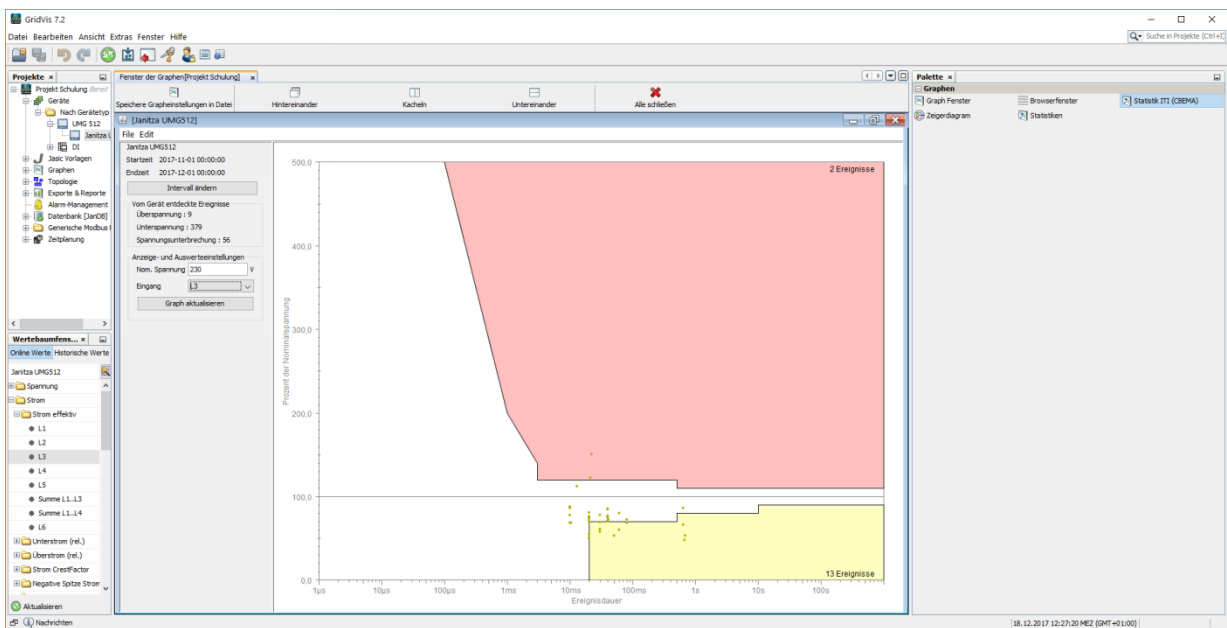 GridVis 7.2
Datei Bearbeiten Ansicht Extras Fenster Hilfe
Suche in Projekte (Ctrl+I
Projekte
Projekt Schulung Bereit
Geräte
Nach Gerätetyp
UMG 512
Janitza U
DI
Jasic Vorlagen
Graphen
Topologie
Exporte & Reporte
Alarm-Management
Datenbank [JanDB]
Generische Modbus
Zeitplanung
Wertebaumfens...
Online Werte Historische Werte
Janitza UMG512
Spannung
Strom
Strom effektiv
L1
L2
L3
L4
L5
Summe L1..L3
Summe L1..L4
L6
Unterstrom (rel.)
Überstrom (rel.)
Strom CrestFactor
Negative Spitze Strom
Aktualisieren
Nachrichten
Fenster der Graphen[Projekt Schulung]
Speichere Grapheinstellungen in Datei
Hintereinander
Kacheln
Untereinander
Alle schließen
[Janitza UMG512]
File Edit
Janitza UMG512
Startzeit 2017-11-01 00:00:00
Endzeit 2017-12-01 00:00:00
Intervall ändern
Vom Gerät entdeckte Ereignisse
Überspannung : 9
Unterspannung : 379
Spannungsunterbrechung : 56
Anzeige- und Auswerteeinstellungen
Nom. Spannung 230 V
Eingang L3
Graph aktualisieren
2 Ereignisse
500,0
400,0
300,0
200,0
100,0
0,0
Prozent der Nominalspannung
13 Ereignisse
1µs 10µs 100µs 1ms 10ms 100ms 1s 10s 100s
Ereignisdauer
Palette
Graphen
Graph Fenster
Browserfenster
Statistik ITI (CBEMA)
Zeigerdiagram
Statistiken
18.12.2017 12:27:20 MEZ (GMT+01:00)